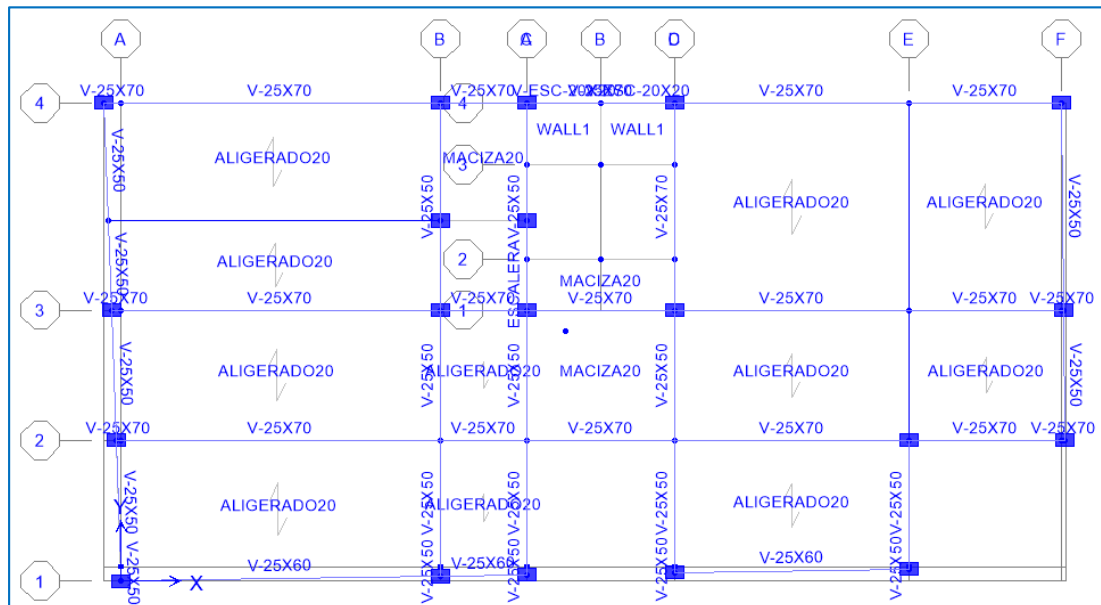 A B G B D E F
V-25X70 V-25X70 V-25X70 V-25X70 V-25X70
4 4
WALL1 WALL1
V-25X50 ALIGERADO20 MACIZA20
3
V-25X50 V-25X50 V-25X70 ALIGERADO20 ALIGERADO20 V-25X50
V-25X50 ALIGERADO20 ESCALERA 2
MACIZA20
V-25X70 V-25X70 V-25X70 V-25X70 V-25X70 V-25X70 V-25X70
3 1
V-25X50 ALIGERADO20 V-25X50 ALIGERADO20 V-25X50 MACIZA20 V-25X50 ALIGERADO20 ALIGERADO20 V-25X50
V-25X70 V-25X70 V-25X70 V-25X70 V-25X70 V-25X70 V-25X70
2
V-25X50 ALIGERADO20 V-25X50 ALIGERADO20 V-25X50 V-25X50 ALIGERADO20 V-25X50
Y
V-25X50 V-25X60 V-25X50 V-25X60 V-25X50 V-25X50 V-25X60 V-25X50
1 X